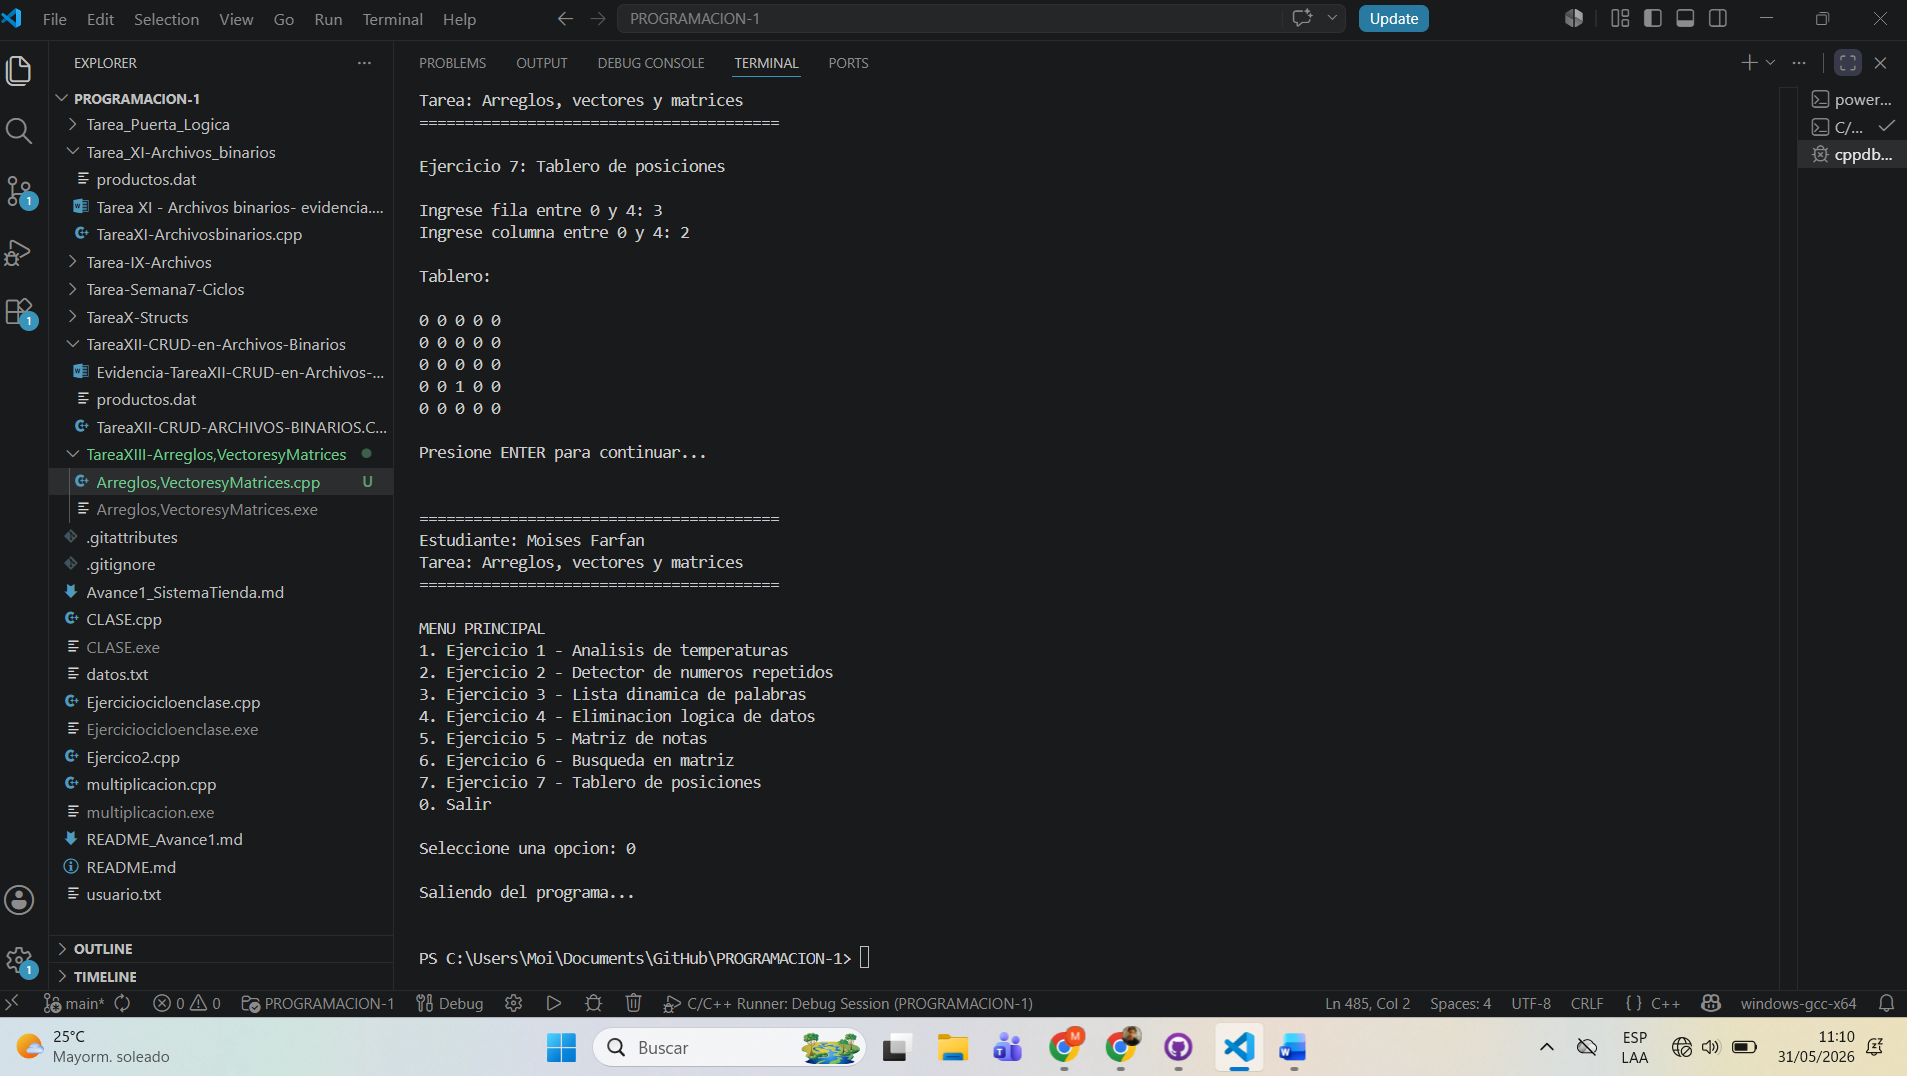 File Edit Selection View Go Run Terminal Help
PROGRAMACION-1
Update
EXPLORER
PROGRAMACION-1
Tarea_Puerta_Logica
Tarea_XI-Archivos_binarios
productos.dat
Tarea XI - Archivos binarios- evidencia....
TareaXI-Archivosbinarios.cpp
Tarea-IX-Archivos
Tarea-Semana7-Ciclos
TareaX-Structs
TareaXII-CRUD-en-Archivos-Binarios
Evidencia-TareaXII-CRUD-en-Archivos-...
productos.dat
TareaXII-CRUD-ARCHIVOS-BINARIOS.C...
TareaXIII-Arreglos,VectoresyMatrices
Arreglos,VectoresyMatrices.cpp U
Arreglos,VectoresyMatrices.exe
.gitattributes
.gitignore
Avance1_SistemaTienda.md
CLASE.cpp
CLASE.exe
datos.txt
Ejerciciocicloenclase.cpp
Ejerciciocicloenclase.exe
Ejercico2.cpp
multiplicacion.cpp
multiplicacion.exe
README_Avance1.md
README.md
usuario.txt
OUTLINE
TIMELINE
1
1
1
PROBLEMS OUTPUT DEBUG CONSOLE TERMINAL PORTS
Tarea: Arreglos, vectores y matrices
========================================
Ejercicio 7: Tablero de posiciones
Ingrese fila entre 0 y 4: 3
Ingrese columna entre 0 y 4: 2
Tablero:
0 0 0 0 0
0 0 0 0 0
0 0 0 0 0
0 0 1 0 0
0 0 0 0 0
Presione ENTER para continuar...
========================================
Estudiante: Moises Farfan
Tarea: Arreglos, vectores y matrices
========================================
MENU PRINCIPAL
1. Ejercicio 1 - Analisis de temperaturas
2. Ejercicio 2 - Detector de numeros repetidos
3. Ejercicio 3 - Lista dinamica de palabras
4. Ejercicio 4 - Eliminacion logica de datos
5. Ejercicio 5 - Matriz de notas
6. Ejercicio 6 - Busqueda en matriz
7. Ejercicio 7 - Tablero de posiciones
0. Salir
Seleccione una opcion: 0
Saliendo del programa...
PS C:\Users\Moi\Documents\GitHub\PROGRAMACION-1>
power...
C/...
cppdb...
main* 0 0 PROGRAMACION-1 Debug C/C++ Runner: Debug Session (PROGRAMACION-1) Ln 485, Col 2 Spaces: 4 UTF-8 CRLF {} C++ windows-gcc-x64
25°C
Mayorm. soleado
Buscar
M
ESP
LAA
11:10
31/05/2026